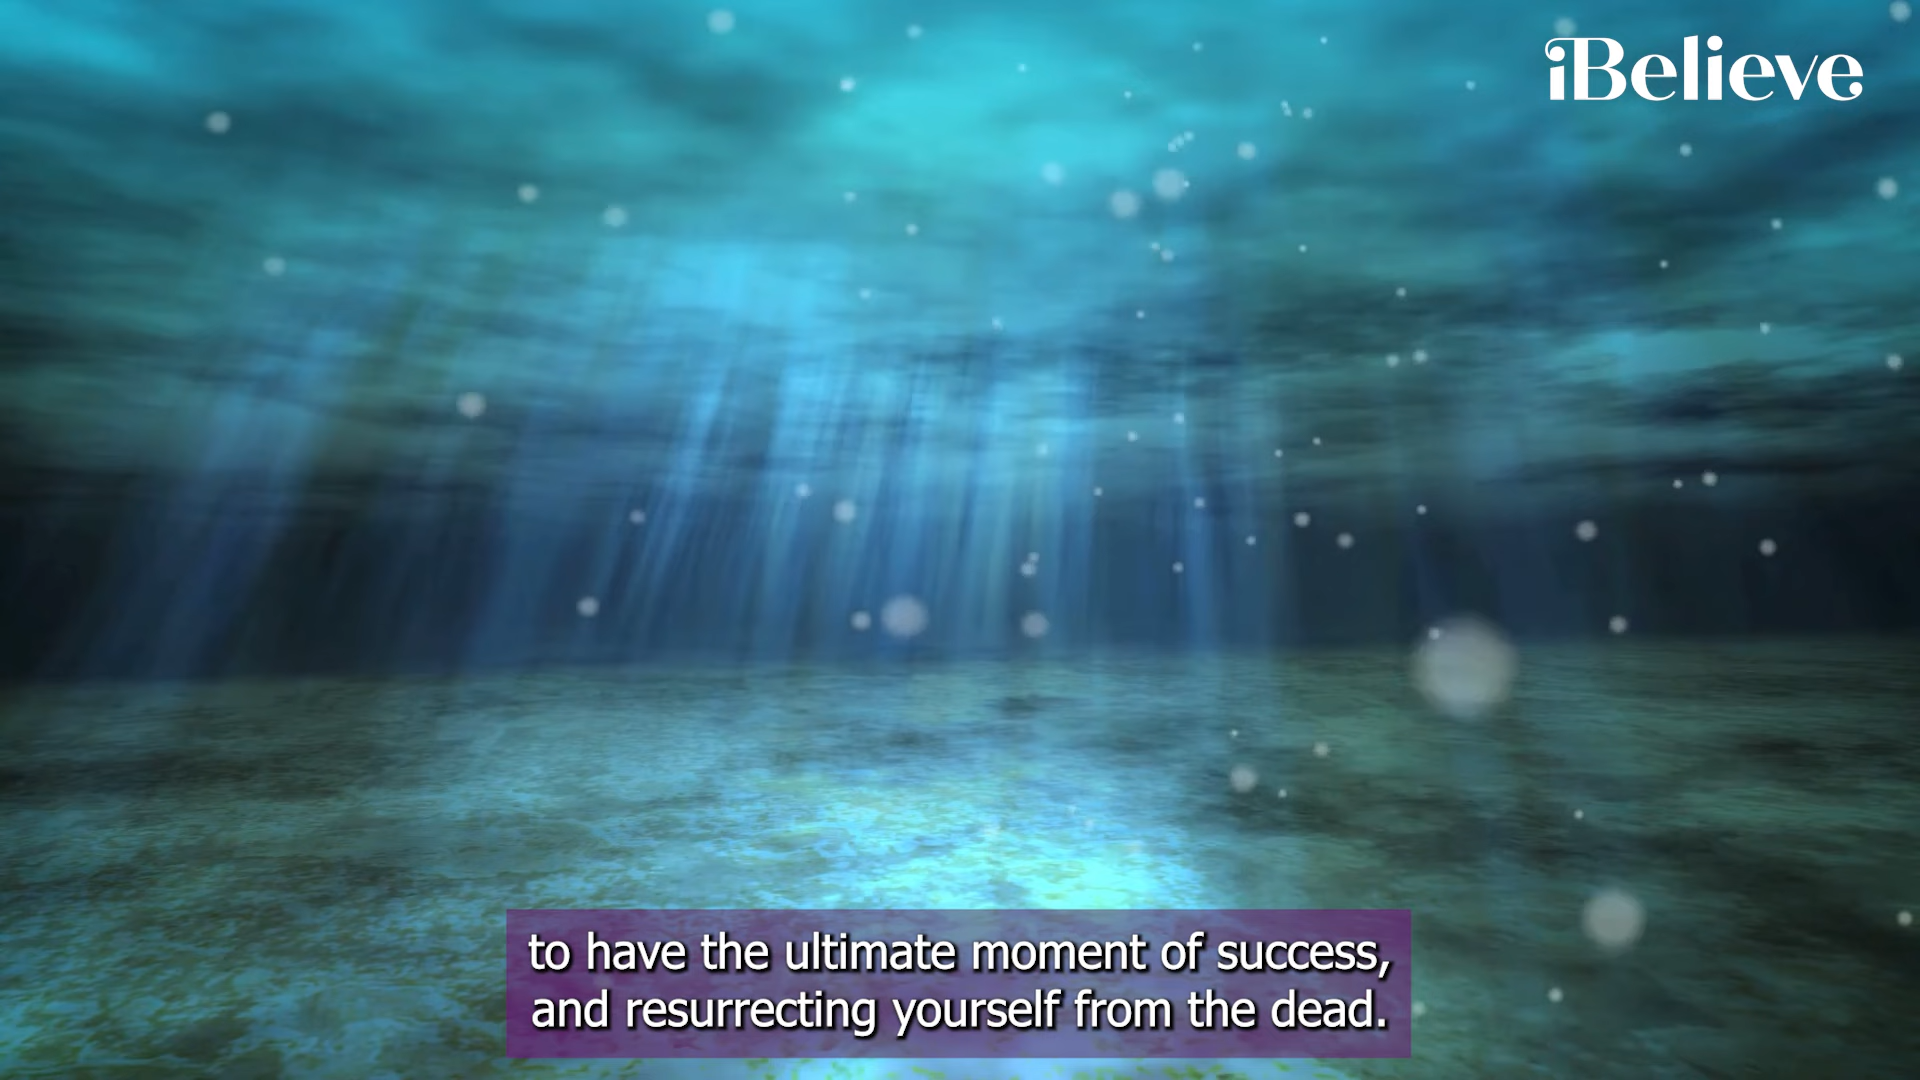 iBelieve
to have the ultimate moment of success,
and resurrecting yourself from the dead.